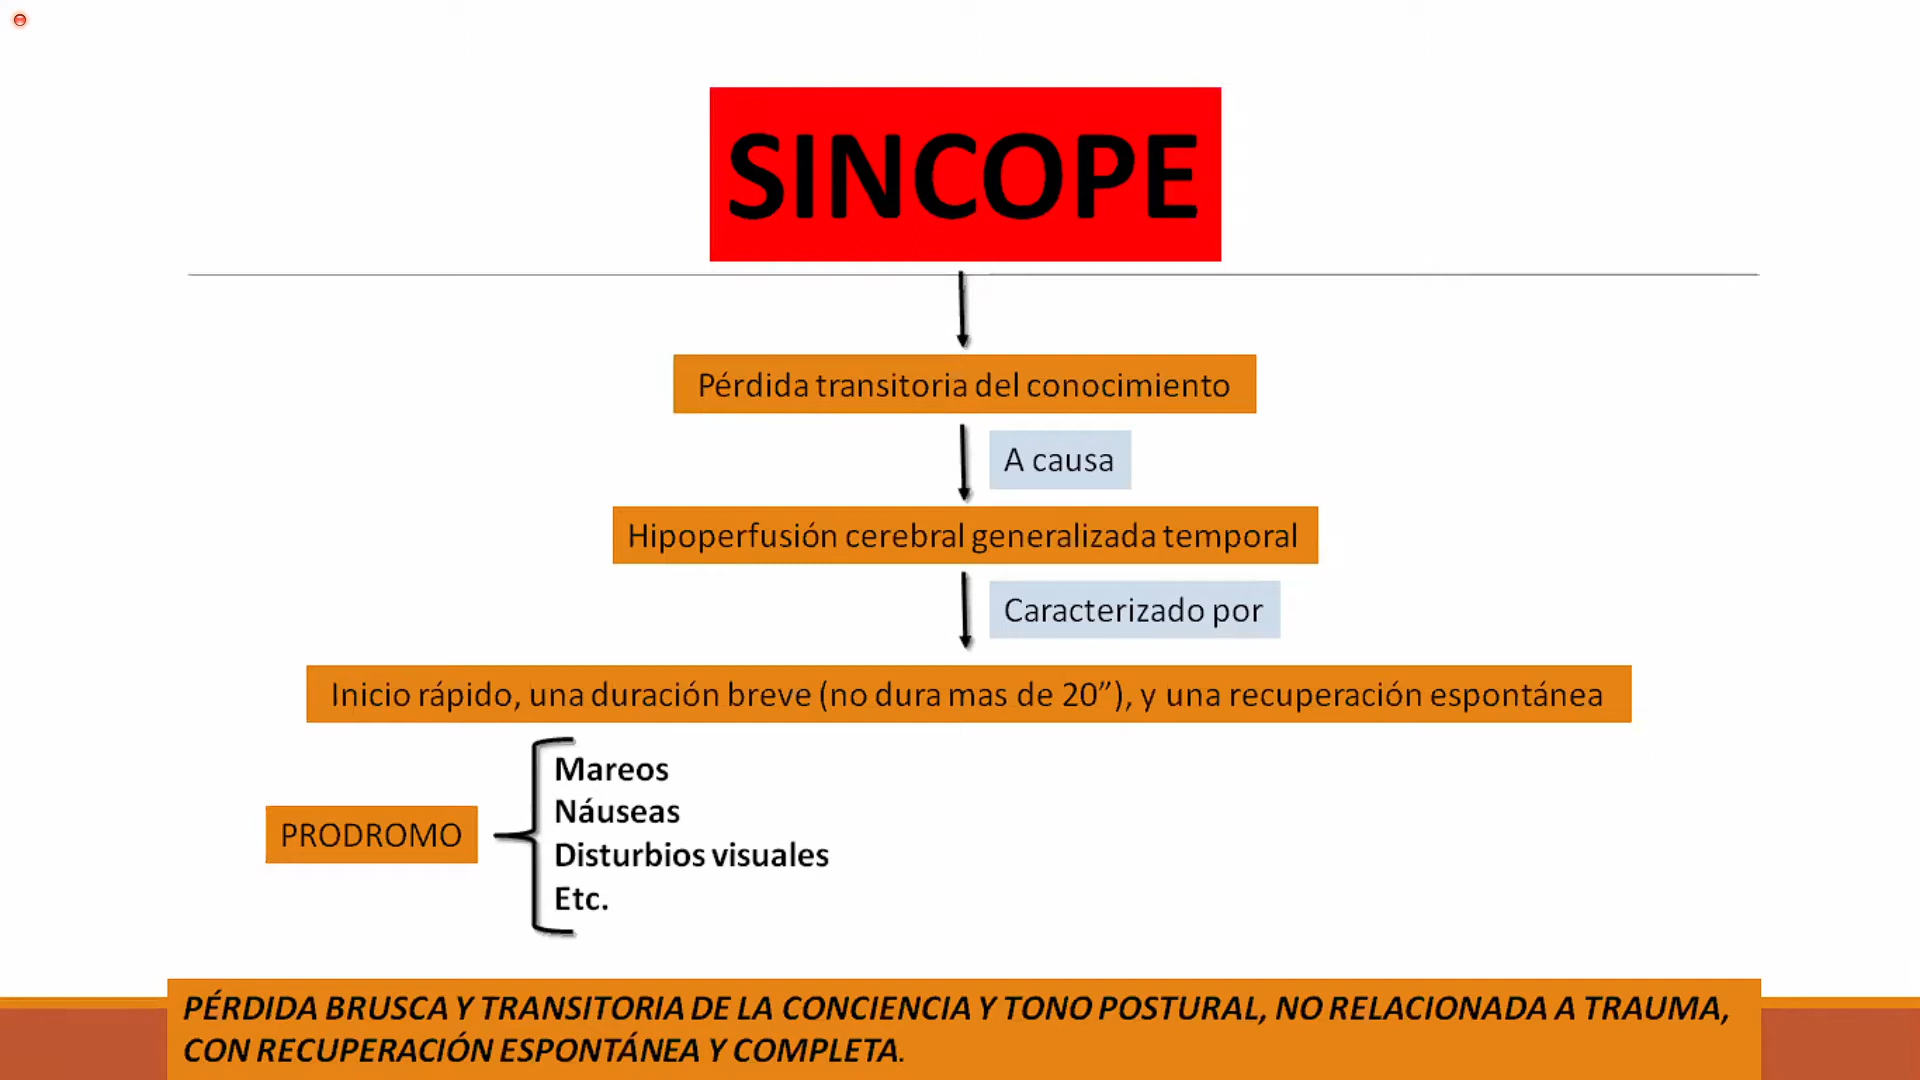 SINCOPE
Pérdida transitoria del conocimiento
A causa
Hipoperfusión cerebral generalizada temporal
Caracterizado por
Inicio rápido, una duración breve (no dura mas de 20”), y una recuperación espontánea
PRODROMO
Mareos
Náuseas
Disturbios visuales
Etc.
PÉRDIDA BRUSCA Y TRANSITORIA DE LA CONCIENCIA Y TONO POSTURAL, NO RELACIONADA A TRAUMA,
CON RECUPERACIÓN ESPONTÁNEA Y COMPLETA.